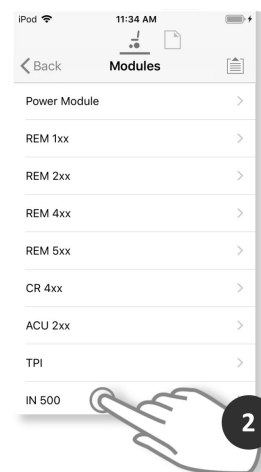 iPod 11:34 AM
Back Modules
Power Module
REM 1xx
REM 2xx
REM 4xx
REM 5xx
CR 4xx
ACU 2xx
TPI
IN 500
2